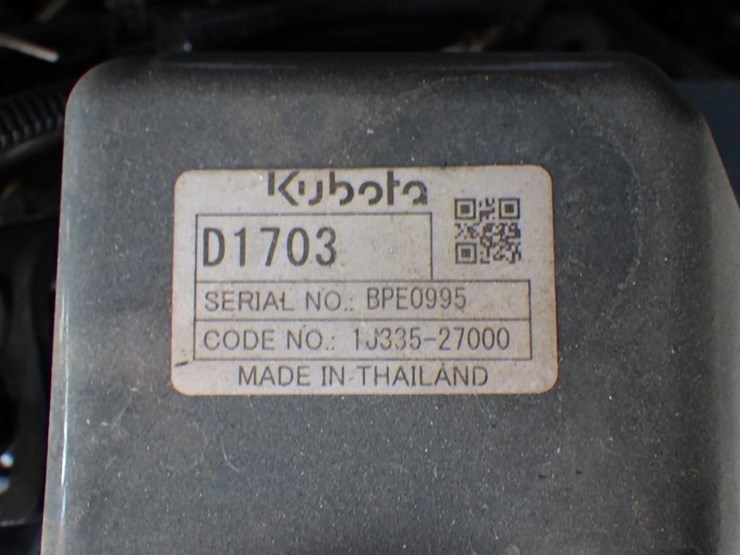 Kubota
D1703
SERIAL NO.: BPE0995
CODE NO.: 1J335-27000
MADE IN THAILAND